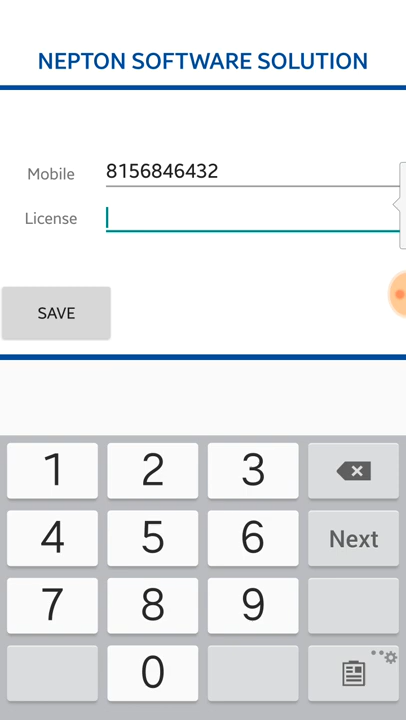 NEPTON SOFTWARE SOLUTION
Mobile 8156846432
License
SAVE
1 2 3
4 5 6 Next
7 8 9
0